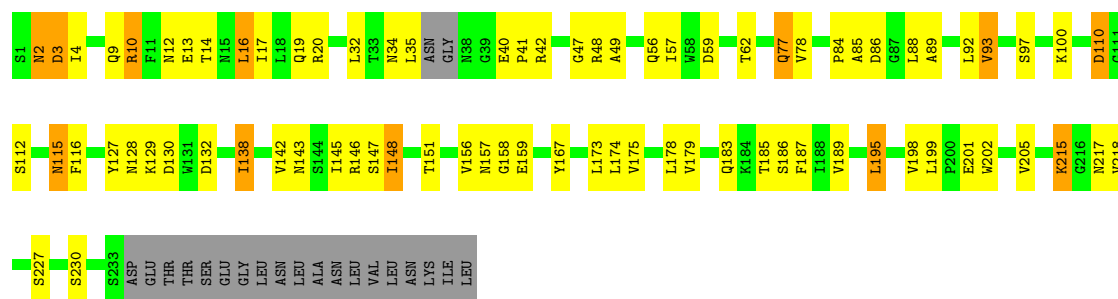 S1 N2 D3 I4 Q9 R10 F11 N12 E13 T14 N15 L16 I17 L18 Q19 R20 L32 T33 N34 L35 ASN GLY N38 G39 E40 P41 R42 G47 R48 A49 Q56 I57 W58 D59 T62 Q77 V78 P84 A85 D86 G87 L88 A89 L92 V93 S97 K100 D110 G111
S112 N115 F116 Y127 N128 K129 D130 W131 D132 I138 V142 N143 S144 I145 R146 S147 I148 T151 V156 N157 G158 E159 Y167 L173 L174 V175 L178 V179 Q183 K184 T185 S186 F187 I188 V189 L195 V198 L199 P200 E201 W202 V205 K215 G216 N217 V218
S227 S230 S233 ASP GLU THR THR SER GLU GLY LEU ASN LEU ALA ASN LEU VAL LEU ASN LYS ILE LEU